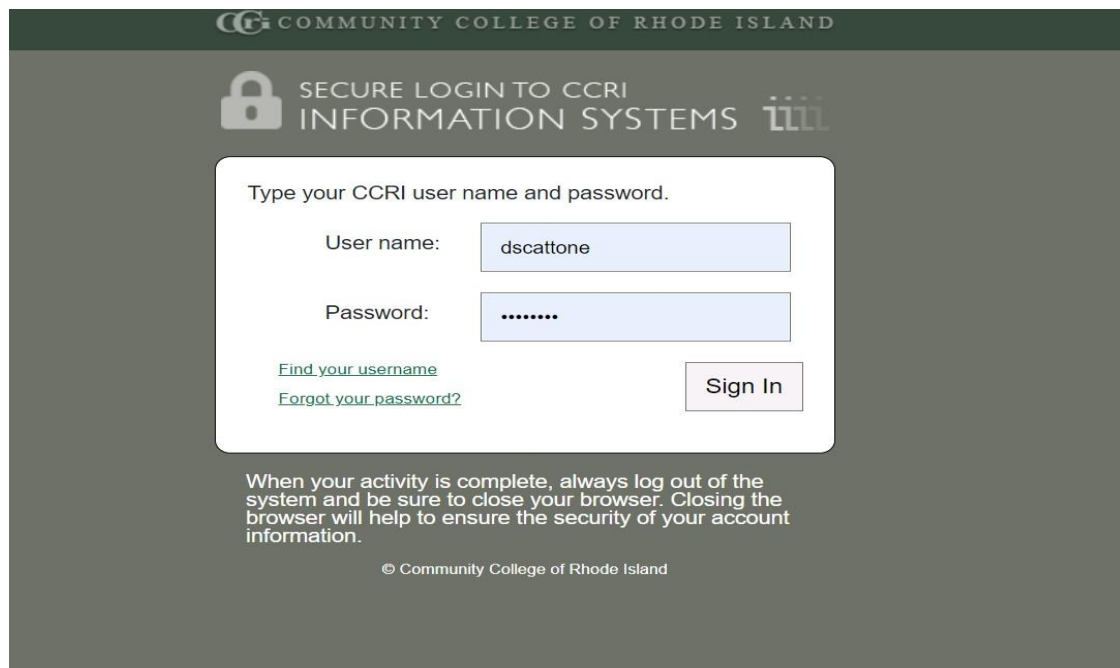 CCRI COMMUNITY COLLEGE OF RHODE ISLAND
SECURE LOGIN TO CCRI
INFORMATION SYSTEMS
Type your CCRI user name and password.
User name: dscattone
Password: ••••••••
Find your username
Forgot your password?
Sign In
When your activity is complete, always log out of the
system and be sure to close your browser. Closing the
browser will help to ensure the security of your account
information.
© Community College of Rhode Island